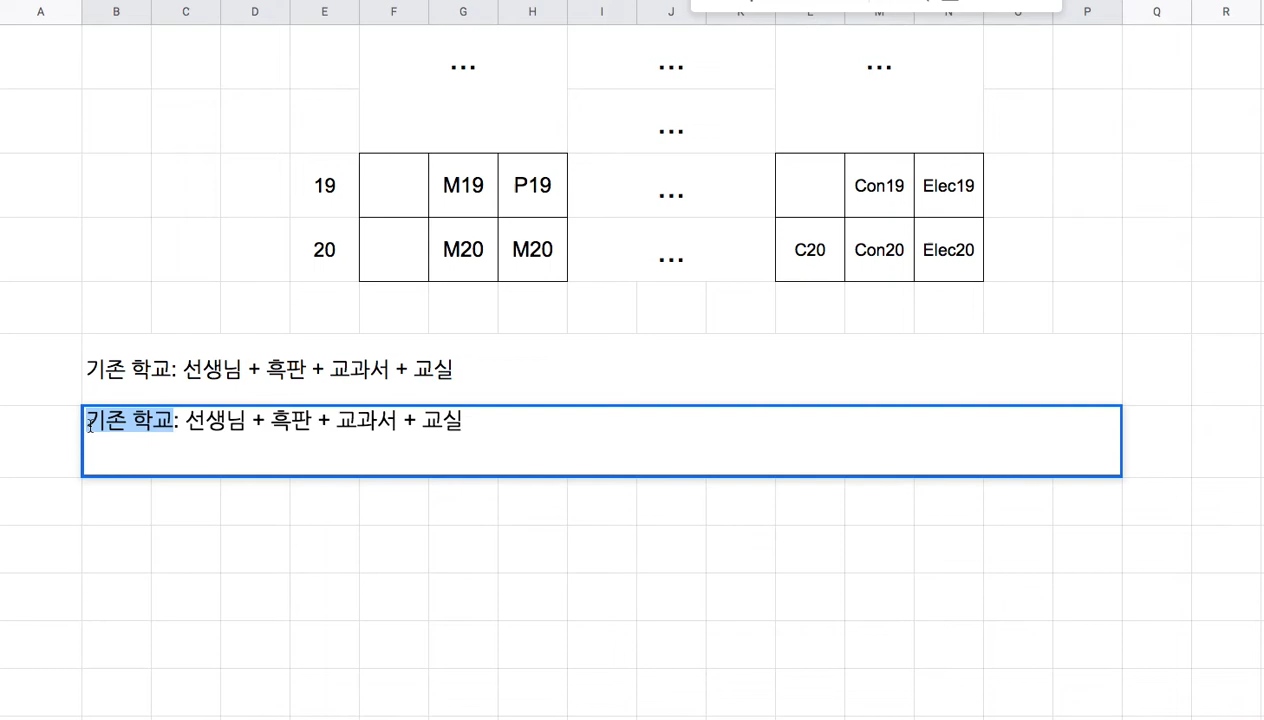 A B C D E F G H I J K L M N O P Q R
... ... ...
...
19 M19 P19 ... Con19 Elec19
20 M20 M20 ... C20 Con20 Elec20
기존 학교: 선생님 + 흑판 + 교과서 + 교실
기존 학교: 선생님 + 흑판 + 교과서 + 교실